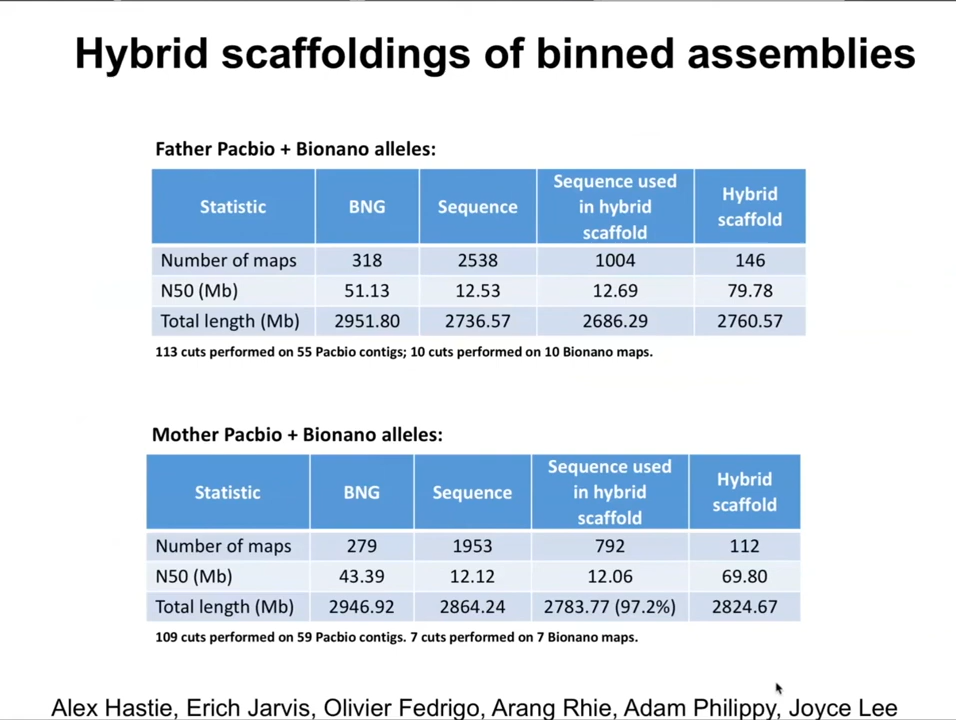 Hybrid scaffoldings of binned assemblies
Father Pacbio + Bionano alleles:
Statistic BNG Sequence Sequence used in hybrid scaffold Hybrid scaffold
Number of maps 318 2538 1004 146
N50 (Mb) 51.13 12.53 12.69 79.78
Total length (Mb) 2951.80 2736.57 2686.29 2760.57
113 cuts performed on 55 Pacbio contigs; 10 cuts performed on 10 Bionano maps.
Mother Pacbio + Bionano alleles:
Statistic BNG Sequence Sequence used in hybrid scaffold Hybrid scaffold
Number of maps 279 1953 792 112
N50 (Mb) 43.39 12.12 12.06 69.80
Total length (Mb) 2946.92 2864.24 2783.77 (97.2%) 2824.67
109 cuts performed on 59 Pacbio contigs. 7 cuts performed on 7 Bionano maps.
Alex Hastie, Erich Jarvis, Olivier Fedrigo, Arang Rhie, Adam Philippy, Joyce Lee